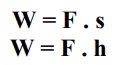 W = F . s
W = F . h